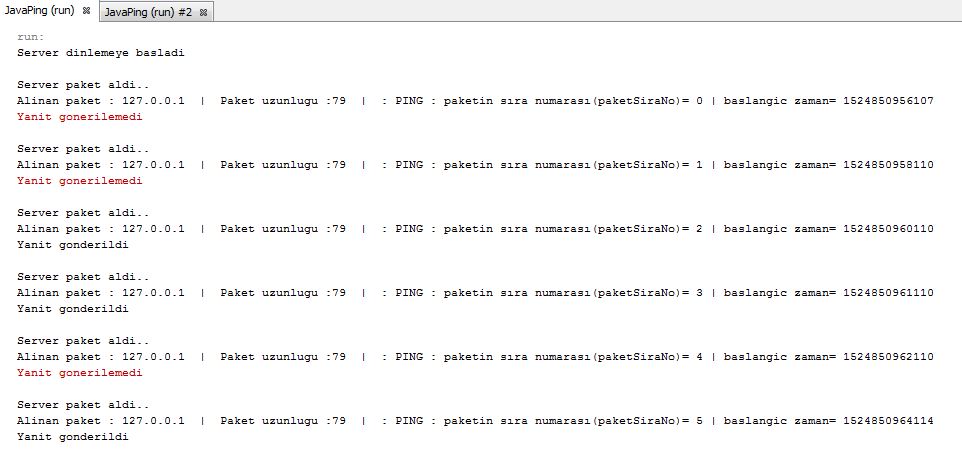 JavaPing (run) JavaPing (run) #2
run:
Server dinlemeye basladi
Server paket aldi..
Alinan paket : 127.0.0.1 | Paket uzunlugu :79 | : PING : paketin sıra numarası(paketSiraNo)= 0 | baslangic zaman= 1524850956107
Yanit gonerilemedi
Server paket aldi..
Alinan paket : 127.0.0.1 | Paket uzunlugu :79 | : PING : paketin sıra numarası(paketSiraNo)= 1 | baslangic zaman= 1524850958110
Yanit gonerilemedi
Server paket aldi..
Alinan paket : 127.0.0.1 | Paket uzunlugu :79 | : PING : paketin sıra numarası(paketSiraNo)= 2 | baslangic zaman= 1524850960110
Yanit gonderildi
Server paket aldi..
Alinan paket : 127.0.0.1 | Paket uzunlugu :79 | : PING : paketin sıra numarası(paketSiraNo)= 3 | baslangic zaman= 1524850961110
Yanit gonderildi
Server paket aldi..
Alinan paket : 127.0.0.1 | Paket uzunlugu :79 | : PING : paketin sıra numarası(paketSiraNo)= 4 | baslangic zaman= 1524850962110
Yanit gonerilemedi
Server paket aldi..
Alinan paket : 127.0.0.1 | Paket uzunlugu :79 | : PING : paketin sıra numarası(paketSiraNo)= 5 | baslangic zaman= 1524850964114
Yanit gonderildi